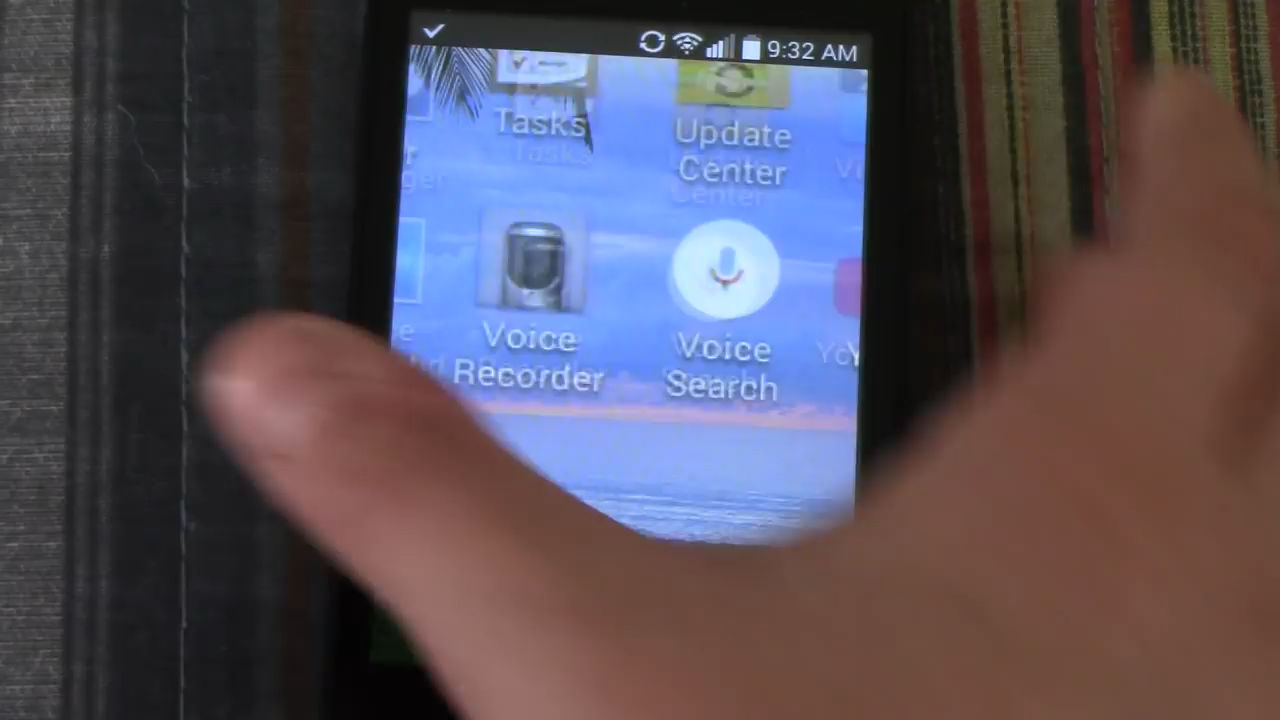 9:32 AM
Tasks
Update
Center
Voice
Recorder
Voice
Search